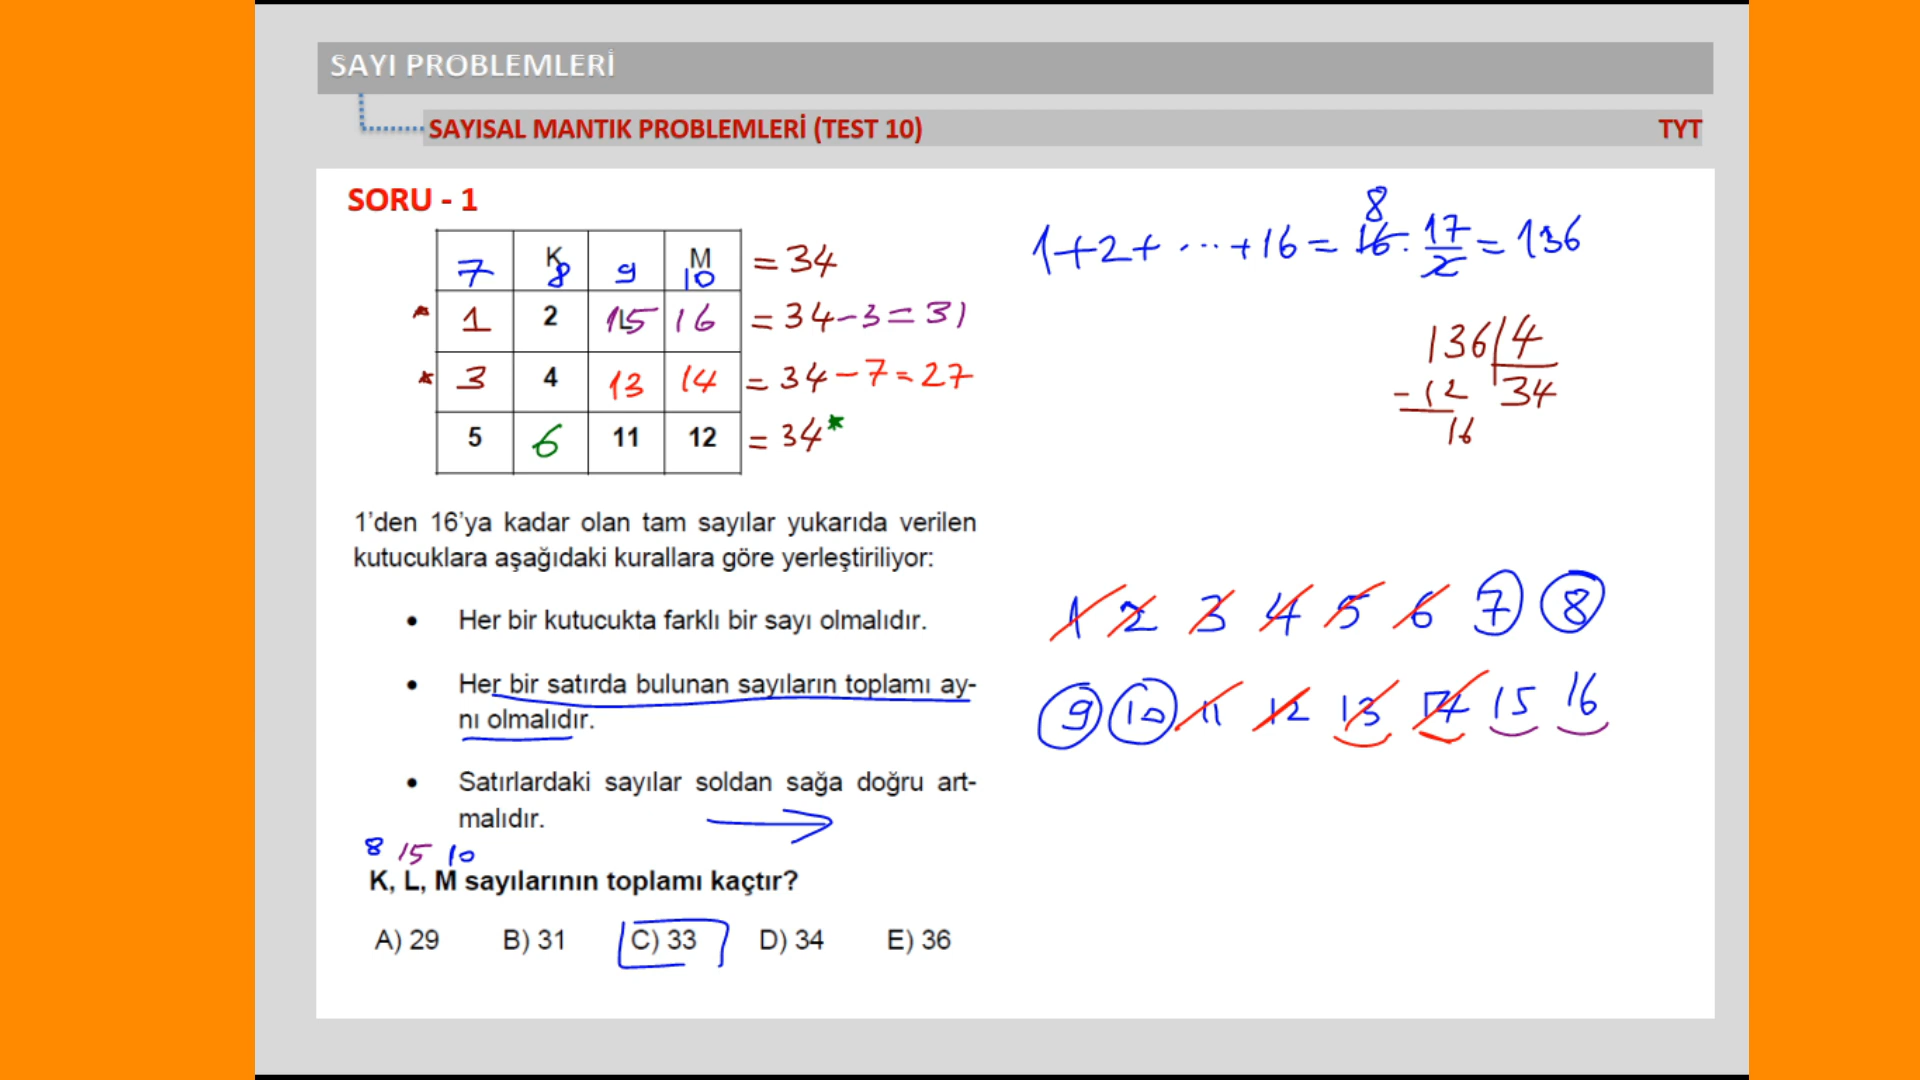 SAYI PROBLEMLERİ
SAYISAL MANTIK PROBLEMLERİ (TEST 10) TYT
SORU - 1
7 K 8 9 M 10 = 34
* 1 2 L 15 16 = 34 - 3 = 31
* 3 4 13 14 = 34 - 7 = 27
5 6 11 12 = 34 *
1'den 16'ya kadar olan tam sayılar yukarıda verilen
kutucuklara aşağıdaki kurallara göre yerleştiriliyor:
• Her bir kutucukta farklı bir sayı olmalıdır.
• Her bir satırda bulunan sayıların toplamı ay-
nı olmalıdır.
• Satırlardaki sayılar soldan sağa doğru art-
malıdır.
8 15 10
K, L, M sayılarının toplamı kaçtır?
A) 29 B) 31 C) 33 D) 34 E) 36
8
1+2+ ... +16 = 16 . 17/2 = 136
136 4
-12 34
16
1 2 3 4 5 6 7 8
9 10 11 12 13 14 15 16